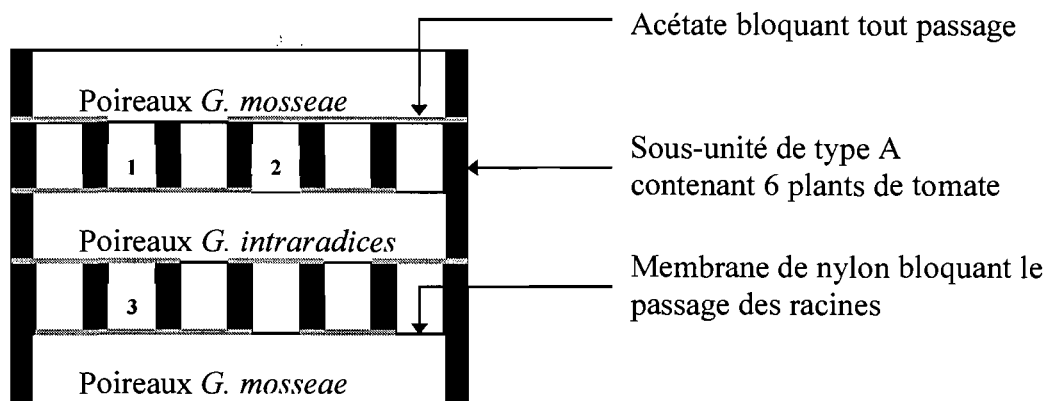 Acétate bloquant tout passage
Poireaux G. mosseae
1 2
Sous-unité de type A
contenant 6 plants de tomate
Poireaux G. intraradices
Membrane de nylon bloquant le
passage des racines
3
Poireaux G. mosseae